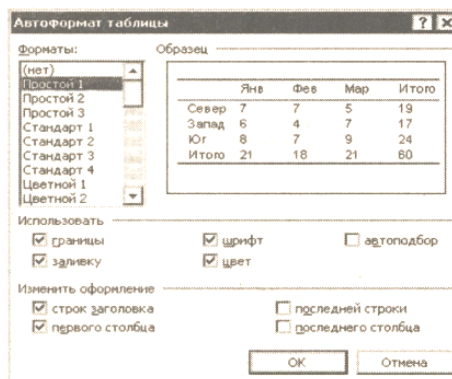 Автоформат таблицы
Форматы:
(нет)
Простой 1
Простой 2
Простой 3
Стандарт 1
Стандарт 2
Стандарт 3
Стандарт 4
Цветной 1
Цветной 2
Образец
Янв Фев Мар Итого
Север 7 7 5 19
Запад 6 4 7 17
Юг 8 7 9 24
Итого 21 18 21 60
Использовать
границы шрифт автоподбор
заливку цвет
Изменить оформление
строк заголовка последней строки
первого столбца последнего столбца
ОК Отмена